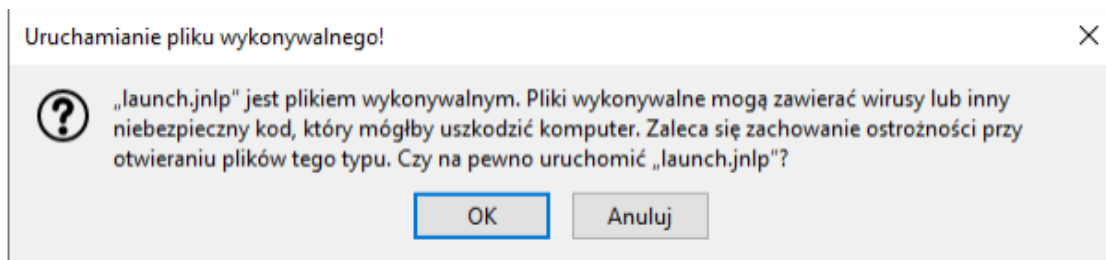 Uruchamianie pliku wykonywalnego!
„launch.jnlp” jest plikiem wykonywalnym. Pliki wykonywalne mogą zawierać wirusy lub inny
niebezpieczny kod, który mógłby uszkodzić komputer. Zaleca się zachowanie ostrożności przy
otwieraniu plików tego typu. Czy na pewno uruchomić „launch.jnlp”?
OK Anuluj